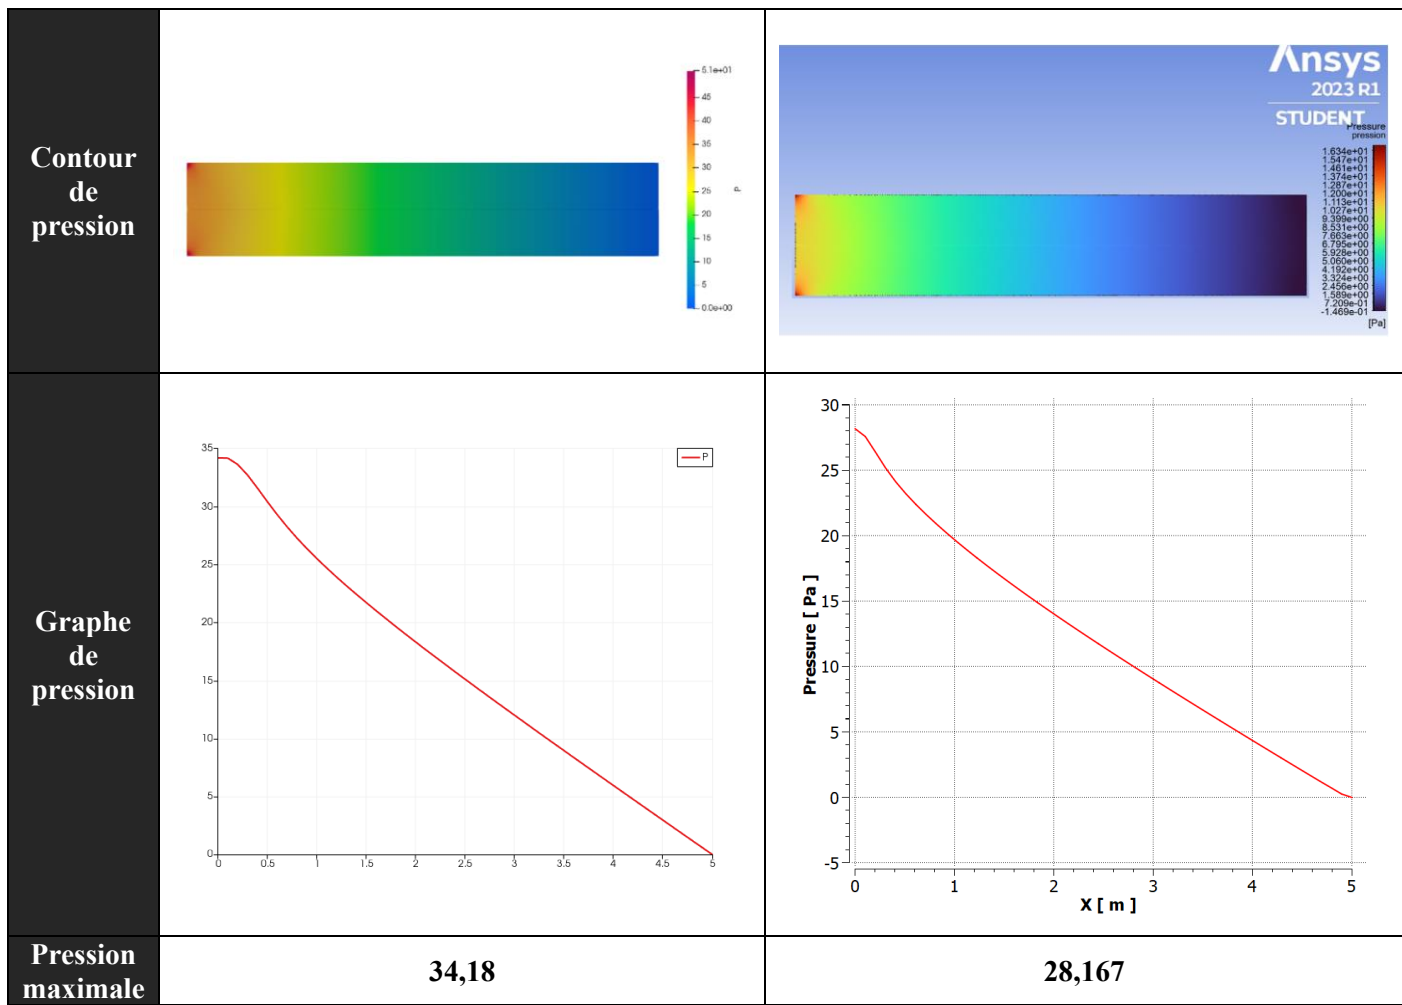 Contour
de
pression
5.1e+01
45
40
35
30
25
20
15
10
5
0.0e+00
P
Ansys
2023 R1
STUDENT
Pressure
pression
1.634e+01
1.547e+01
1.461e+01
1.374e+01
1.287e+01
1.200e+01
1.113e+01
1.027e+01
9.399e+00
8.531e+00
7.663e+00
6.795e+00
5.928e+00
5.060e+00
4.192e+00
3.324e+00
2.456e+00
1.589e+00
7.209e-01
-1.469e-01
[Pa]
Graphe
de
pression
35
30
25
20
15
10
5
0
0 0.5 1 1.5 2 2.5 3 3.5 4 4.5 5
P
30
25
20
15
10
5
0
-5
Pressure [ Pa ]
0 1 2 3 4 5
X [ m ]
Pression
maximale
34,18
28,167